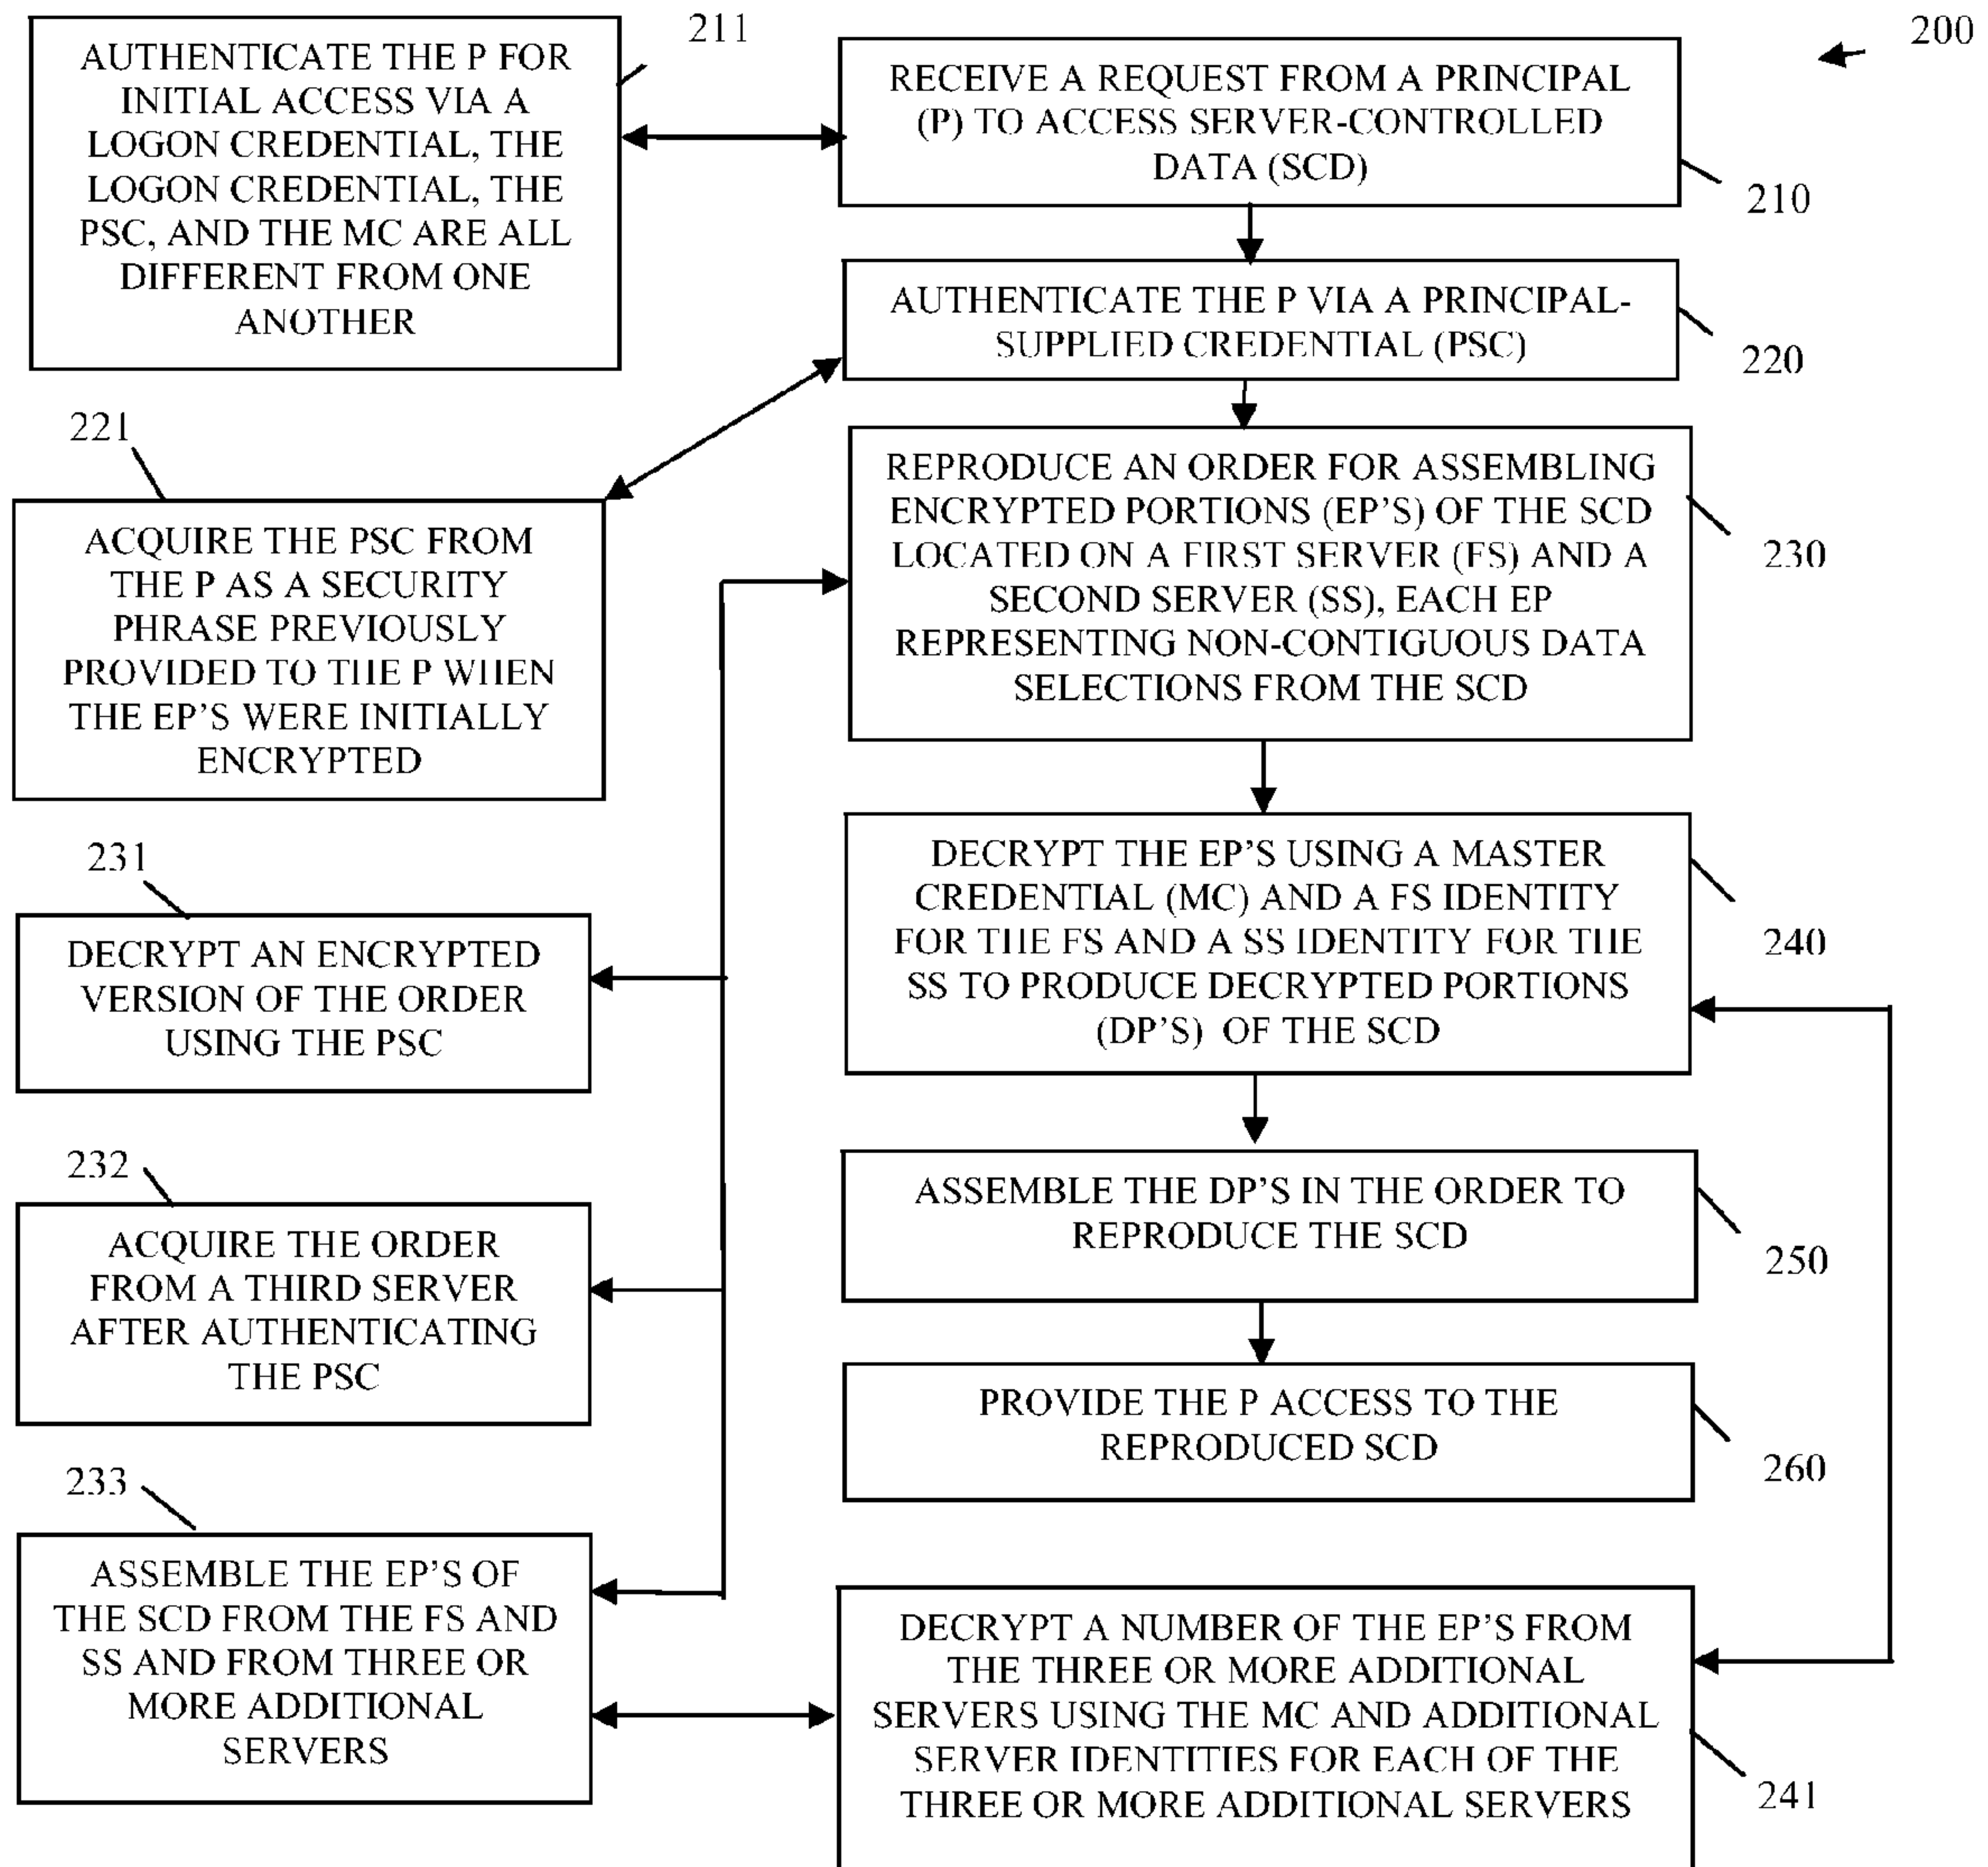 200
211
AUTHENTICATE THE P FOR
INITIAL ACCESS VIA A
LOGON CREDENTIAL, THE
LOGON CREDENTIAL, THE
PSC, AND THE MC ARE ALL
DIFFERENT FROM ONE
ANOTHER
RECEIVE A REQUEST FROM A PRINCIPAL
(P) TO ACCESS SERVER-CONTROLLED
DATA (SCD)
210
AUTHENTICATE THE P VIA A PRINCIPAL-
SUPPLIED CREDENTIAL (PSC)
220
221
ACQUIRE THE PSC FROM
THE P AS A SECURITY
PHRASE PREVIOUSLY
PROVIDED TO THE P WHEN
THE EP’S WERE INITIALLY
ENCRYPTED
REPRODUCE AN ORDER FOR ASSEMBLING
ENCRYPTED PORTIONS (EP’S) OF THE SCD
LOCATED ON A FIRST SERVER (FS) AND A
SECOND SERVER (SS), EACH EP
REPRESENTING NON-CONTIGUOUS DATA
SELECTIONS FROM THE SCD
230
231
DECRYPT AN ENCRYPTED
VERSION OF THE ORDER
USING THE PSC
DECRYPT THE EP’S USING A MASTER
CREDENTIAL (MC) AND A FS IDENTITY
FOR THE FS AND A SS IDENTITY FOR THE
SS TO PRODUCE DECRYPTED PORTIONS
(DP’S) OF THE SCD
240
232
ACQUIRE THE ORDER
FROM A THIRD SERVER
AFTER AUTHENTICATING
THE PSC
ASSEMBLE THE DP’S IN THE ORDER TO
REPRODUCE THE SCD
250
PROVIDE THE P ACCESS TO THE
REPRODUCED SCD
260
233
ASSEMBLE THE EP’S OF
THE SCD FROM THE FS AND
SS AND FROM THREE OR
MORE ADDITIONAL
SERVERS
DECRYPT A NUMBER OF THE EP’S FROM
THE THREE OR MORE ADDITIONAL
SERVERS USING THE MC AND ADDITIONAL
SERVER IDENTITIES FOR EACH OF THE
THREE OR MORE ADDITIONAL SERVERS
241